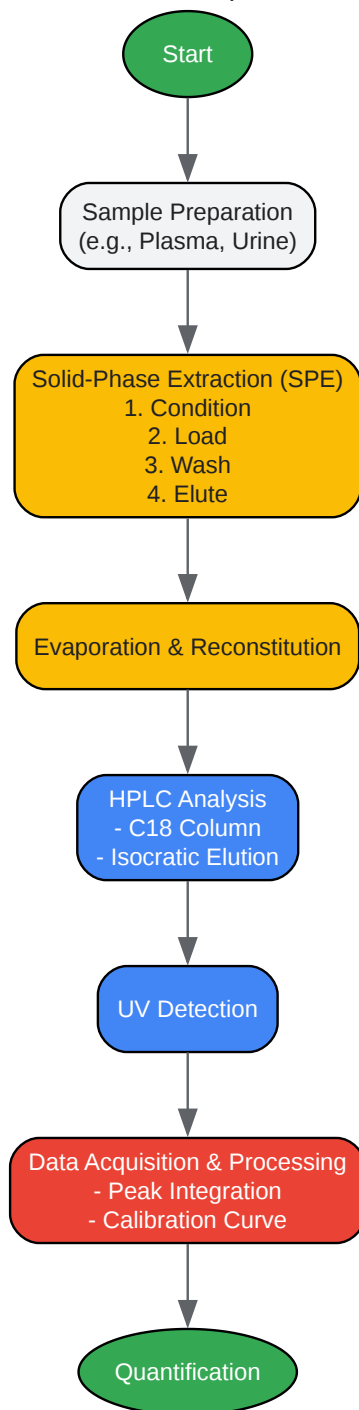 Start
Sample Preparation
(e.g., Plasma, Urine)
Solid-Phase Extraction (SPE)
1. Condition
2. Load
3. Wash
4. Elute
Evaporation & Reconstitution
HPLC Analysis
- C18 Column
- Isocratic Elution
UV Detection
Data Acquisition & Processing
- Peak Integration
- Calibration Curve
Quantification